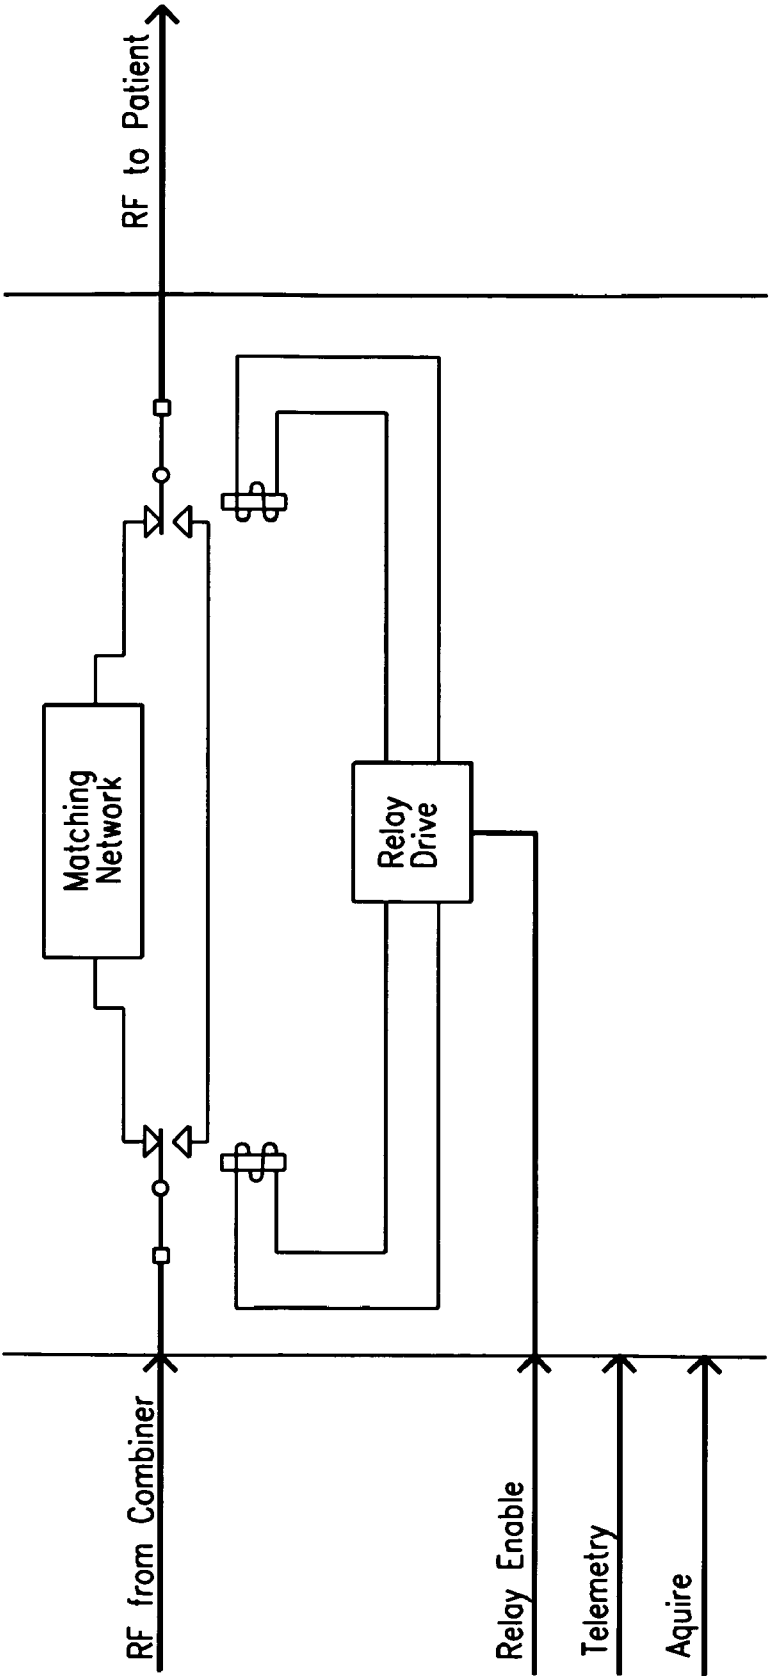 RF from Combiner
Matching
Network
RF to Patient
Relay
Drive
Relay Enable
Telemetry
Aquire